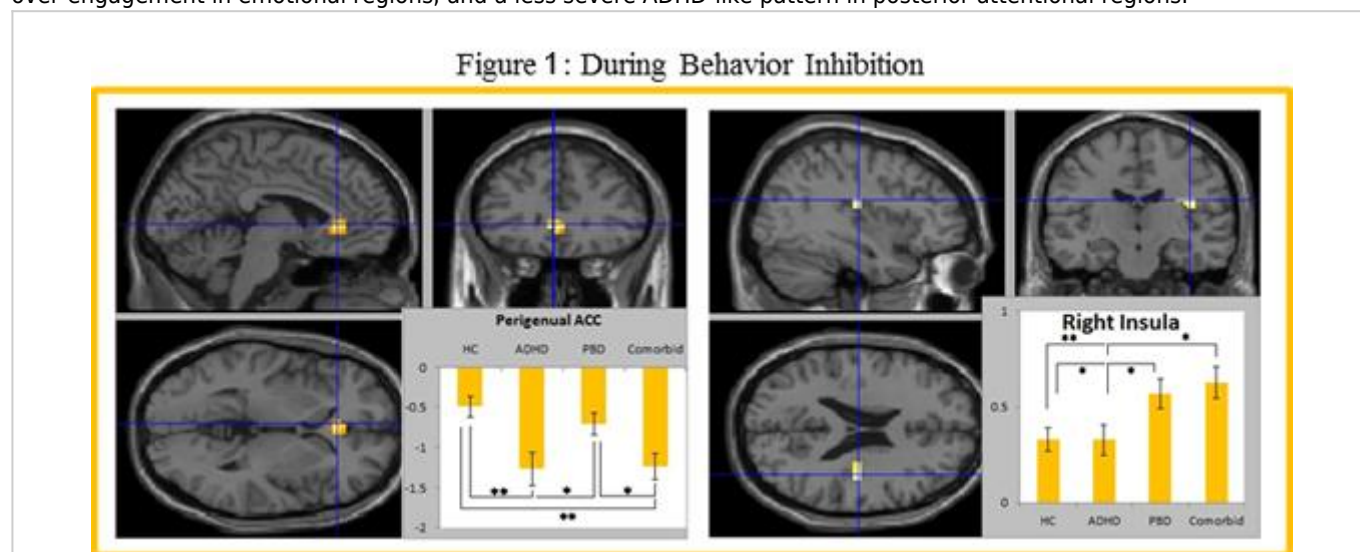 over-engagement in emotional regions, and a less severe ADHD-like pattern in posterior attentional regions.
Figure 1: During Behavior Inhibition
Perigenual ACC
HC ADHD PBD Comorbid
0
-0.5
-1
-1.5
-2
** * *
**
Right Insula
1
** *
* *
0.5
0
HC ADHD PBD Comorbid